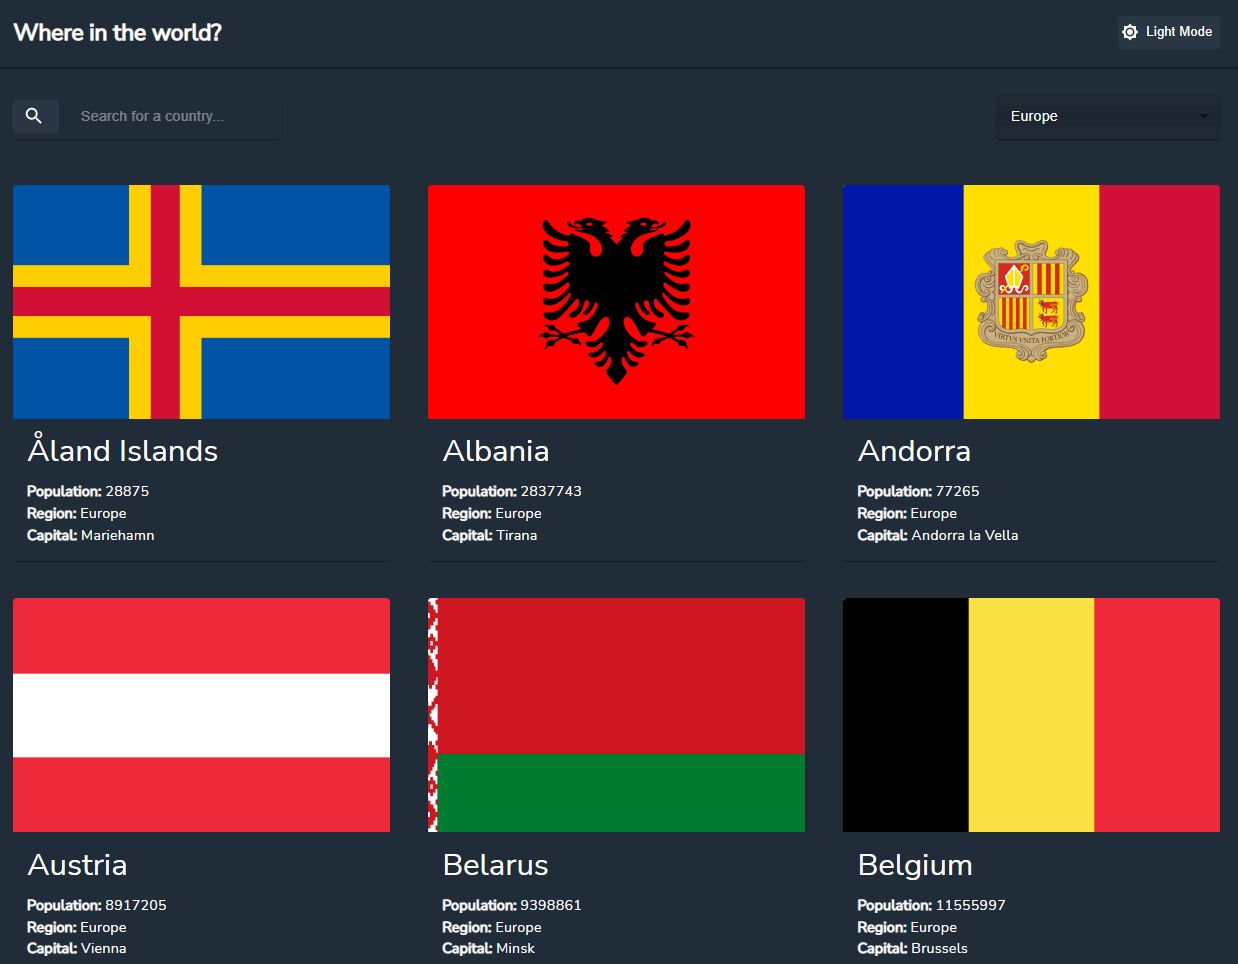 Where in the world?
Light Mode
Search for a country...
Europe
VIRTVS VNITA FORTIOR
Åland Islands
Population: 28875
Region: Europe
Capital: Mariehamn
Albania
Population: 2837743
Region: Europe
Capital: Tirana
Andorra
Population: 77265
Region: Europe
Capital: Andorra la Vella
Austria
Population: 8917205
Region: Europe
Capital: Vienna
Belarus
Population: 9398861
Region: Europe
Capital: Minsk
Belgium
Population: 11555997
Region: Europe
Capital: Brussels